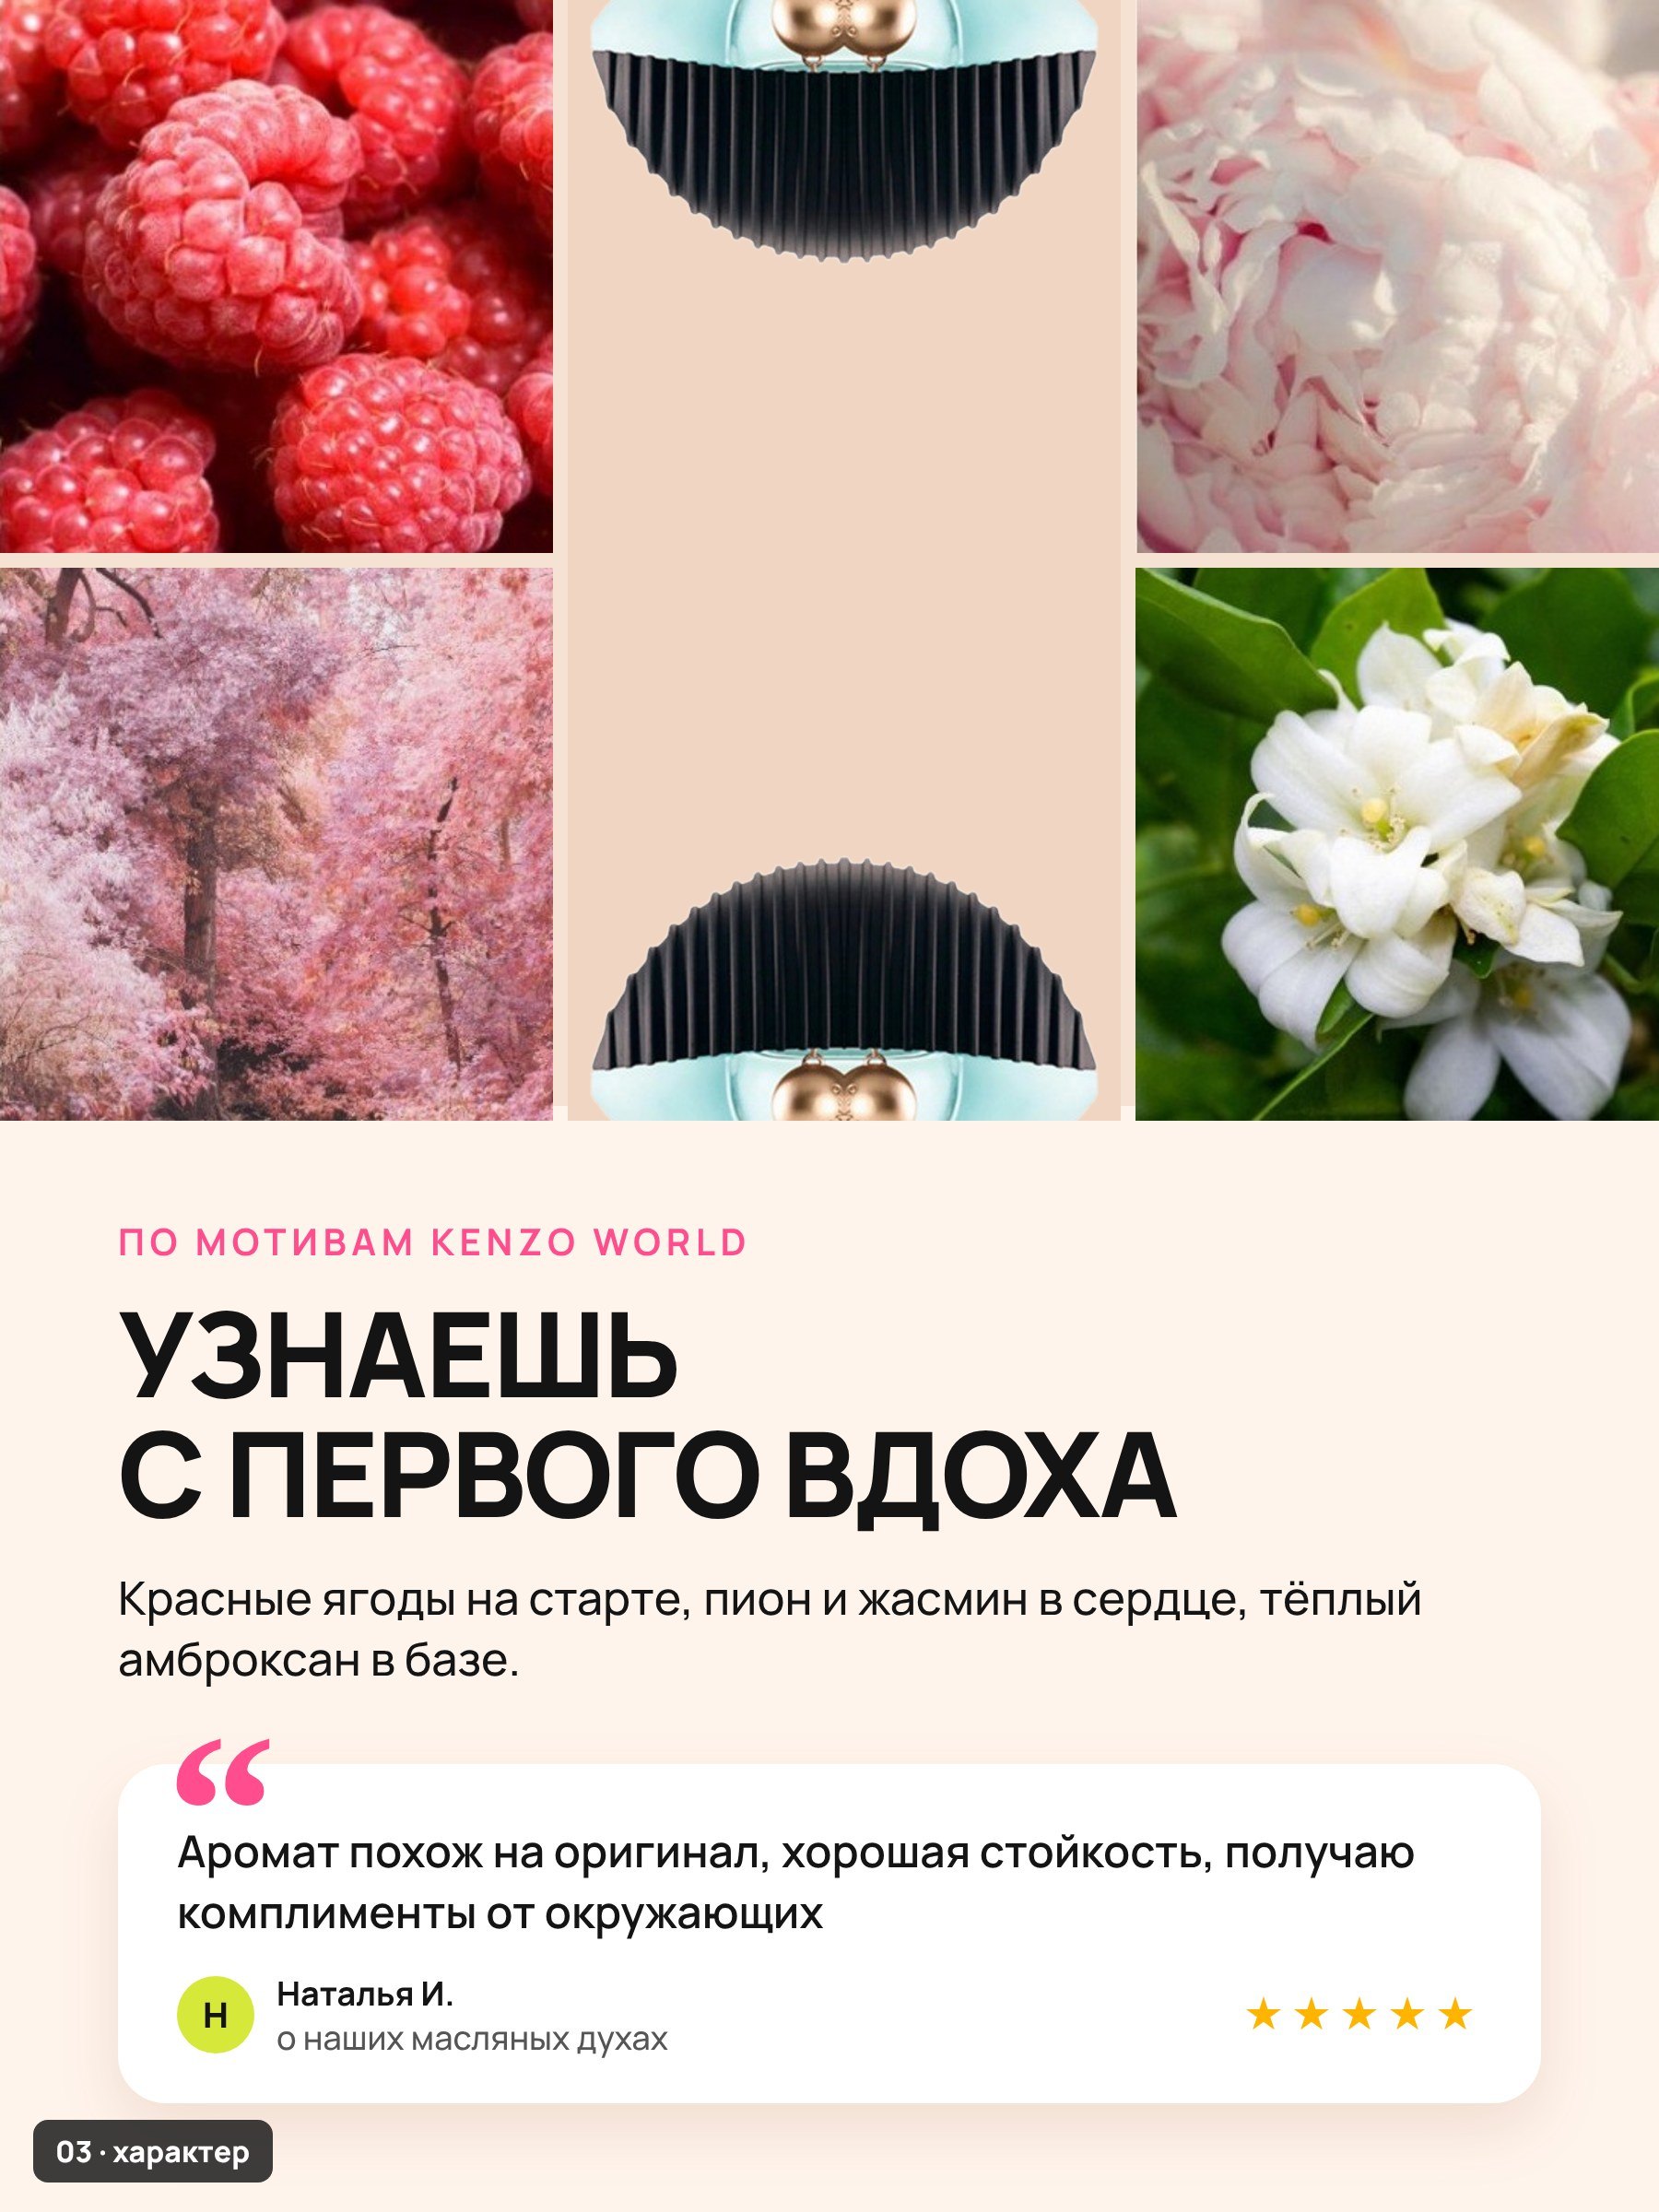 ПО МОТИВАМ KENZO WORLD
УЗНАЕШЬ
С ПЕРВОГО ВДОХА
Красные ягоды на старте, пион и жасмин в сердце, тёплый
амброксан в базе.
“
Аромат похож на оригинал, хорошая стойкость, получаю
комплименты от окружающих
Н
Наталья И.
о наших масляных духах
★★★★★
03 · характер